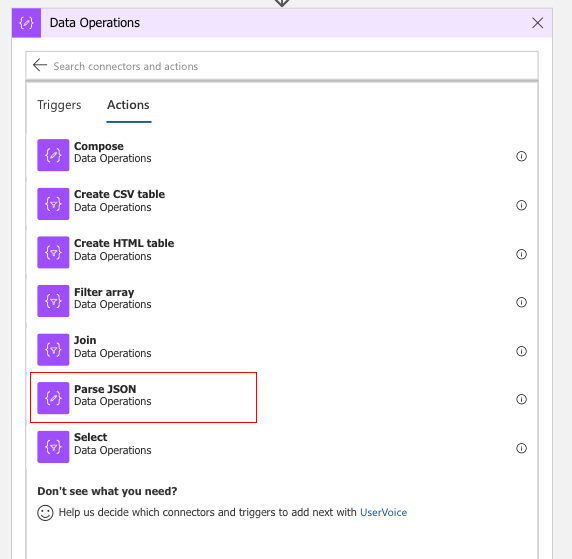 Data Operations
Search connectors and actions
Triggers Actions
Compose
Data Operations
Create CSV table
Data Operations
Create HTML table
Data Operations
Filter array
Data Operations
Join
Data Operations
Parse JSON
Data Operations
Select
Data Operations
Don't see what you need?
Help us decide which connectors and triggers to add next with UserVoice